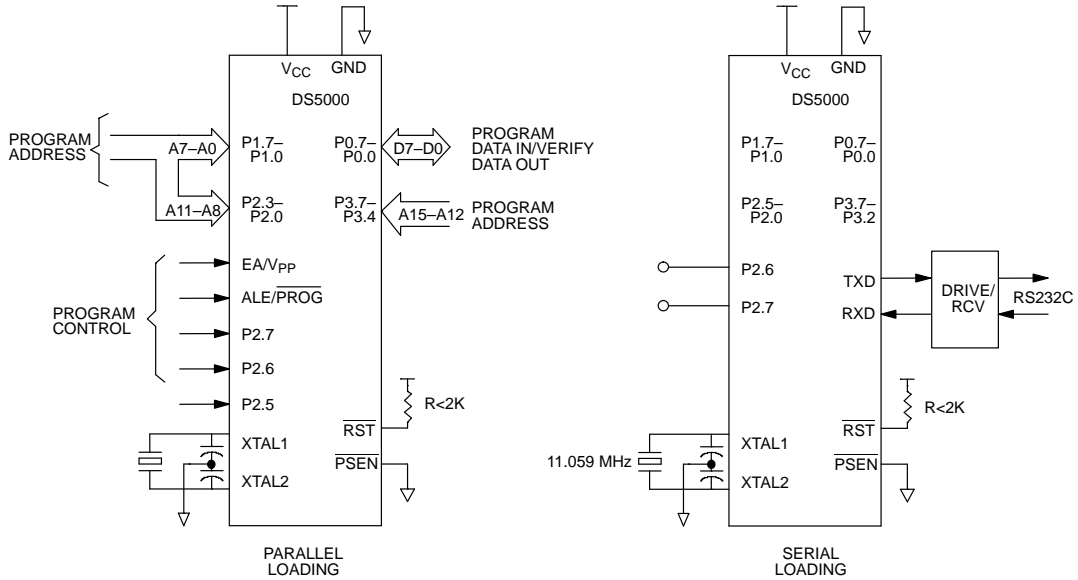 VCC GND
DS5000
PROGRAM
ADDRESS
A7–A0
P1.7–
P1.0
P0.7–
P0.0
D7–D0
PROGRAM
DATA IN/VERIFY
DATA OUT
A11–A8
P2.3–
P2.0
P3.7–
P3.4
A15–A12
PROGRAM
ADDRESS
PROGRAM
CONTROL
EA/VPP
ALE/PROG
P2.7
P2.6
P2.5
XTAL1
XTAL2
RST
PSEN
R<2K
PARALLEL
LOADING
VCC GND
DS5000
P1.7–
P1.0
P0.7–
P0.0
P2.5–
P2.0
P3.7–
P3.2
P2.6
P2.7
TXD
RXD
DRIVE/
RCV
RS232C
R<2K
RST
PSEN
11.059 MHz
XTAL1
XTAL2
SERIAL
LOADING